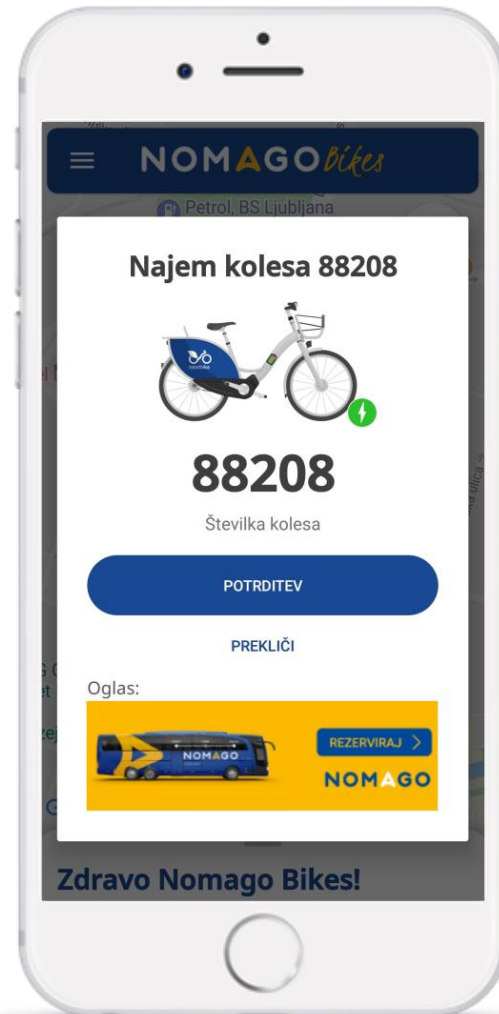 NOMAGO Bikes
Petrol, BS Ljubljana
Najem kolesa 88208
nextbike
88208
Številka kolesa
POTRDITEV
PREKLIČI
Oglas:
NOMAGO
REZERVIRAJ
NOMAGO
Zdravo Nomago Bikes!